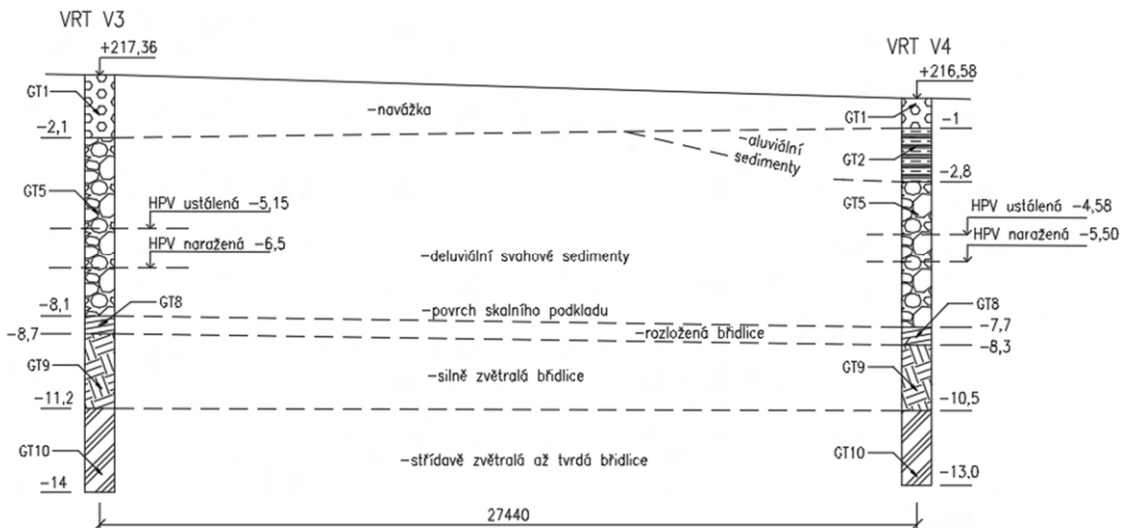 VRT V3
+217,36
VRT V4
+216,58
GT1
-navážka
GT1
-1
-2,1
-aluviální
sedimenty
GT2
-2,8
GT5
HPV ustálená -5,15
GT5
HPV ustálená -4,58
HPV naražená -6,5
HPV naražená -5,50
-deluviální svahové sedimenty
-8,1
GT8
-povrch skalního podkladu
GT8
-7,7
-8,7
-rozložená břidlice
-8,3
GT9
-silně zvětralá břidlice
GT9
-11,2
-10,5
GT10
-střídavě zvětralá až tvrdá břidlice
GT10
-14
-13.0
27440